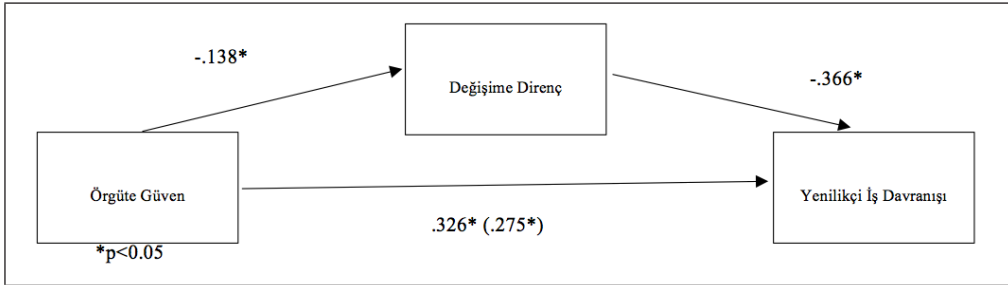 -.138*
Değişime Direnç
-.366*
Örgüte Güven
Yenilikçi İş Davranışı
.326* (.275*)
*p<0.05